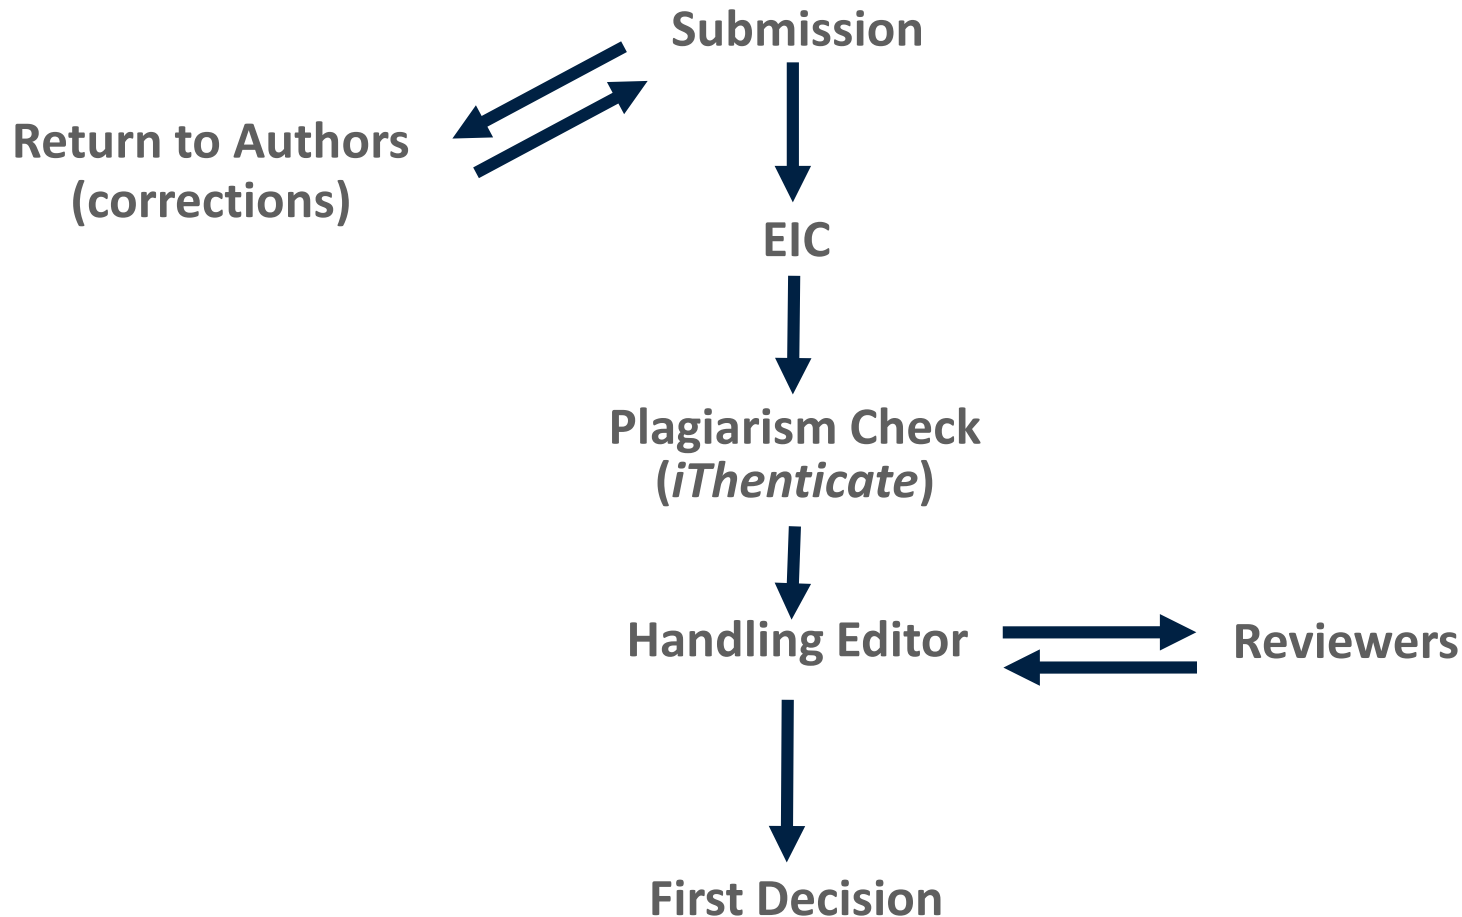 Submission
Return to Authors
(corrections)
EIC
Plagiarism Check
(iThenticate)
Handling Editor
Reviewers
First Decision